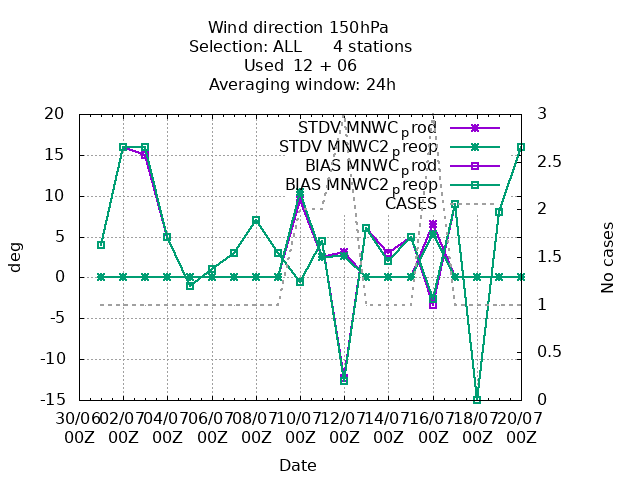 Wind direction 150hPa
Selection: ALL 4 stations
Used 12 + 06
Averaging window: 24h
20
15
10
5
0
-5
-10
-15
deg
3
2.5
2
1.5
1
0.5
0
No cases
STDV MNWC_prod
STDV MNWC2_preop
BIAS MNWC_prod
BIAS MNWC2_preop
CASES
30/06 02/07 04/07 06/07 08/07 10/07 12/07 14/07 16/07 18/07 20/07
00Z 00Z 00Z 00Z 00Z 00Z 00Z 00Z 00Z 00Z 00Z
Date